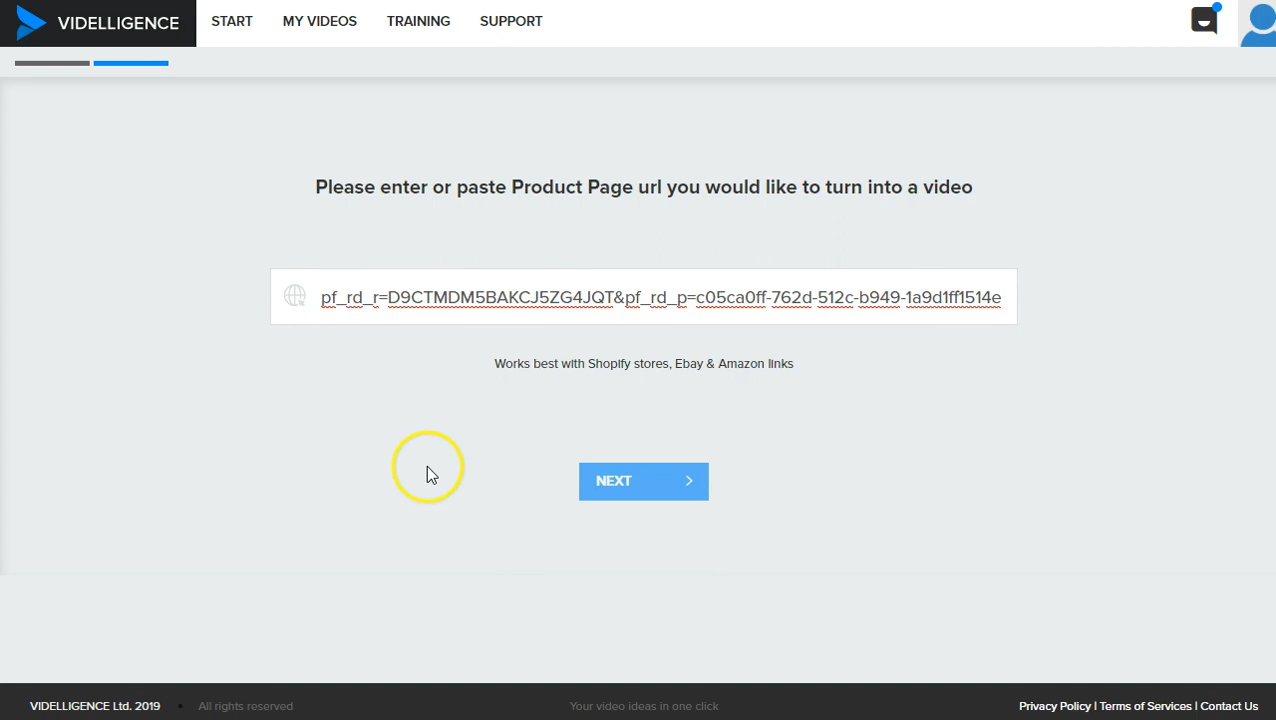 VIDELLIGENCE START MY VIDEOS TRAINING SUPPORT
Please enter or paste Product Page url you would like to turn into a video
pf_rd_r=D9CTMDM5BAKCJ5ZG4JQT&pf_rd_p=c05ca0ff-762d-512c-b949-1a9d1ff1514e
Works best with Shopify stores, Ebay & Amazon links
NEXT
VIDELLIGENCE Ltd. 2019 • All rights reserved Your video ideas in one click Privacy Policy | Terms of Services | Contact Us